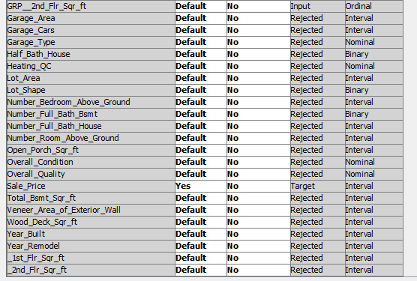 GRP__2nd_Flr_Sqr_ft Default No Input Ordinal
Garage_Area Default No Rejected Interval
Garage_Cars Default No Rejected Interval
Garage_Type Default No Rejected Nominal
Half_Bath_House Default No Rejected Binary
Heating_QC Default No Rejected Nominal
Lot_Area Default No Rejected Interval
Lot_Shape Default No Rejected Binary
Number_Bedroom_Above_Ground Default No Rejected Interval
Number_Full_Bath_Bsmt Default No Rejected Binary
Number_Full_Bath_House Default No Rejected Interval
Number_Room_Above_Ground Default No Rejected Interval
Open_Porch_Sqr_ft Default No Rejected Interval
Overall_Condition Default No Rejected Nominal
Overall_Quality Default No Rejected Nominal
Sale_Price Yes No Target Interval
Total_Bsmt_Sqr_ft Default No Rejected Interval
Veneer_Area_of_Exterior_Wall Default No Rejected Interval
Wood_Deck_Sqr_ft Default No Rejected Interval
Year_Built Default No Rejected Interval
Year_Remodel Default No Rejected Interval
_1st_Flr_Sqr_ft Default No Rejected Interval
_2nd_Flr_Sqr_ft Default No Rejected Interval